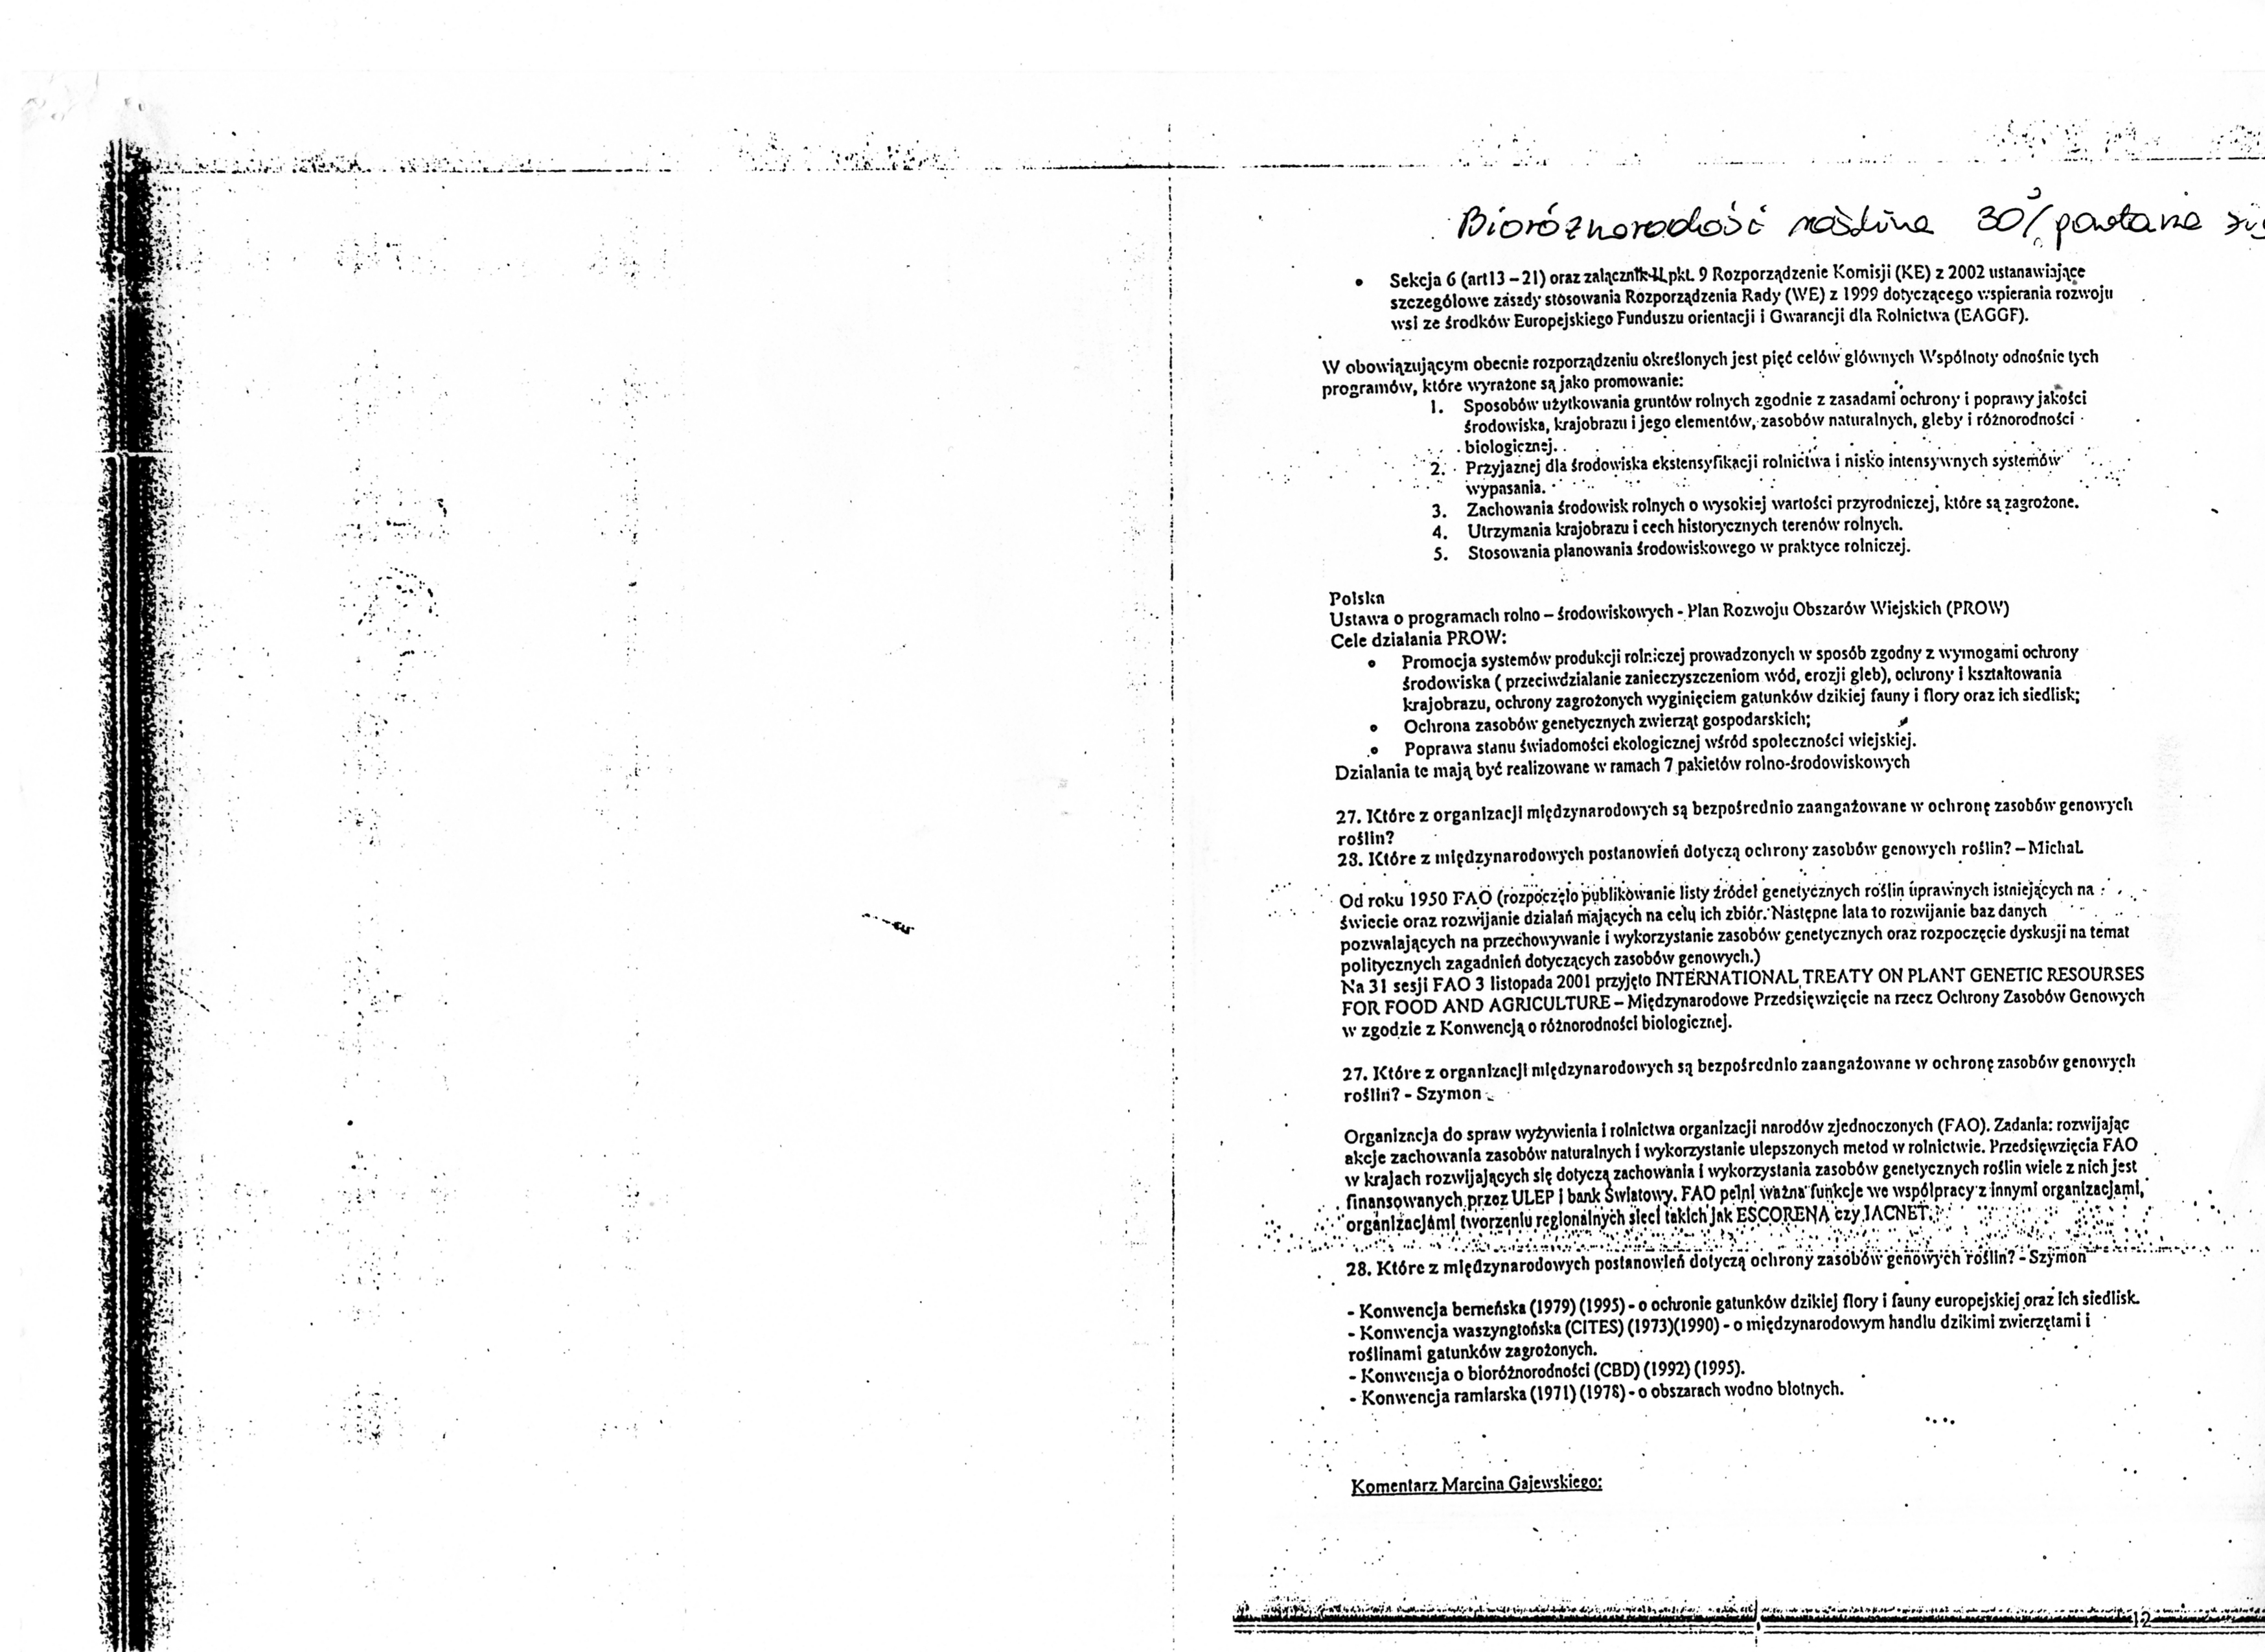 Bioróżnorodość roślina 30
• Sekcja 6 (art13 – 21) oraz załącznik II pkt. 9 Rozporządzenie Komisji (KE) z 2002 ustanawiające
szczegółowe zasady stosowania Rozporządzenia Rady (WE) z 1999 dotyczącego wspierania rozwoju
wsi ze środków Europejskiego Funduszu orientacji i Gwarancji dla Rolnictwa (EAGGF).
W obowiązującym obecnie rozporządzeniu określonych jest pięć celów głównych Wspólnoty odnośnie tych
programów, które wyrażone są jako promowanie:
1. Sposobów użytkowania gruntów rolnych zgodnie z zasadami ochrony i poprawy jakości
środowiska, krajobrazu i jego elementów, zasobów naturalnych, gleby i różnorodności
biologicznej.
2. Przyjaznej dla środowiska ekstensyfikacji rolnictwa i nisko intensywnych systemów
wypasania.
3. Zachowania środowisk rolnych o wysokiej wartości przyrodniczej, które są zagrożone.
4. Utrzymania krajobrazu i cech historycznych terenów rolnych.
5. Stosowania planowania środowiskowego w praktyce rolniczej.
Polska
Ustawa o programach rolno – środowiskowych - Plan Rozwoju Obszarów Wiejskich (PROW)
Cele działania PROW:
• Promocja systemów produkcji rolniczej prowadzonych w sposób zgodny z wymogami ochrony
środowiska ( przeciwdziałanie zanieczyszczeniom wód, erozji gleb), ochrony i kształtowania
krajobrazu, ochrony zagrożonych wyginięciem gatunków dzikiej fauny i flory oraz ich siedlisk;
• Ochrona zasobów genetycznych zwierząt gospodarskich;
• Poprawa stanu świadomości ekologicznej wśród społeczności wiejskiej.
Działania te mają być realizowane w ramach 7 pakietów rolno-środowiskowych
27. Które z organizacji międzynarodowych są bezpośrednio zaangażowane w ochronę zasobów genowych
roślin?
28. Które z międzynarodowych postanowień dotyczą ochrony zasobów genowych roślin? – Michał.
Od roku 1950 FAO (rozpoczęło publikowanie listy źródeł genetycznych roślin uprawnych istniejących na
świecie oraz rozwijanie działań mających na celu ich zbiór. Następne lata to rozwijanie baz danych
pozwalających na przechowywanie i wykorzystanie zasobów genetycznych oraz rozpoczęcie dyskusji na temat
politycznych zagadnień dotyczących zasobów genowych.)
Na 31 sesji FAO 3 listopada 2001 przyjęto INTERNATIONAL TREATY ON PLANT GENETIC RESOURSES
FOR FOOD AND AGRICULTURE – Międzynarodowe Przedsięwzięcie na rzecz Ochrony Zasobów Genowych
w zgodzie z Konwencją o różnorodności biologicznej.
27. Które z organizacji międzynarodowych są bezpośrednio zaangażowane w ochronę zasobów genowych
roślin? - Szymon
Organizacja do spraw wyżywienia i rolnictwa organizacji narodów zjednoczonych (FAO). Zadania: rozwijając
akcje zachowania zasobów naturalnych i wykorzystanie ulepszonych metod w rolnictwie. Przedsięwzięcia FAO
w krajach rozwijających się dotyczą zachowania i wykorzystania zasobów genetycznych roślin wiele z nich jest
finansowanych przez ULEP i bank Światowy. FAO pełni ważna funkcje we współpracy z innymi organizacjami,
organizacjami tworzeniu regionalnych sieci takich jak ESCORENA czy IACNET.
28. Które z międzynarodowych postanowień dotyczą ochrony zasobów genowych roślin? - Szymon
- Konwencja berneńska (1979) (1995) - o ochronie gatunków dzikiej flory i fauny europejskiej oraz ich siedlisk.
- Konwencja waszyngtońska (CITES) (1973)(1990) - o międzynarodowym handlu dzikimi zwierzętami i
roślinami gatunków zagrożonych.
- Konwencja o bioróżnorodności (CBD) (1992) (1995).
- Konwencja ramiarska (1971) (1978) - o obszarach wodno błotnych.
Komentarz Marcina Gajewskiego:
12